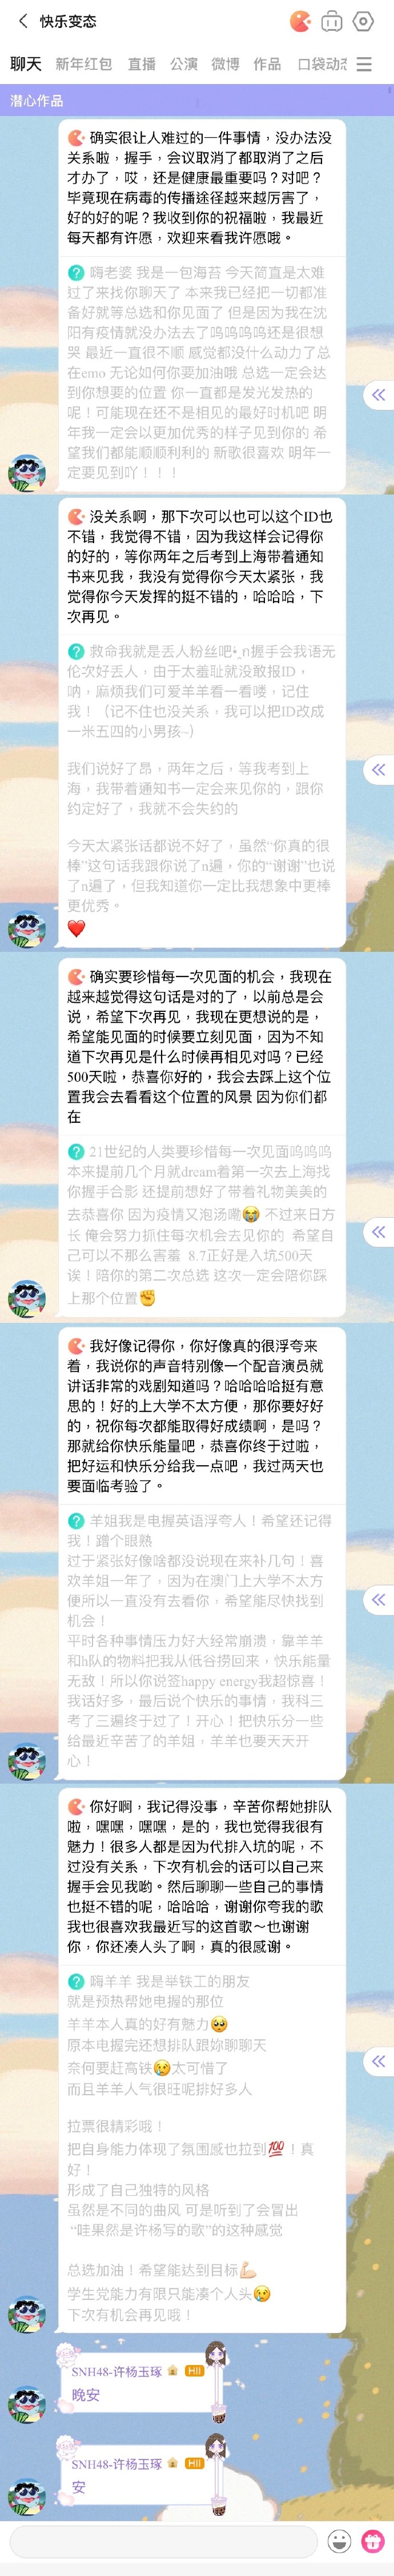 快乐变态
聊天 新年红包 直播 公演 微博 作品 口袋动态
潜心作品
确实很让人难过的一件事情，没办法没
关系啦，握手，会议取消了都取消了之后
才办了，哎，还是健康最重要吗？对吧？
毕竟现在病毒的传播途径越来越厉害了，
好的好的呢？我收到你的祝福啦，我最近
每天都有许愿，欢迎来看我许愿哦。
嗨老婆 我是一包海苔 今天简直是太难
过了来找你聊天了 本来我已经把一切都准
备好就等总选和你见面了 但是因为我在沈
阳有疫情就没办法去了呜呜呜呜还是很想
哭 最近一直很不顺 感觉都没什么动力了总
在emo 无论如何你要加油哦 总选一定会达
到你想要的位置 你一直都是发光发热的
呢！可能现在还不是相见的最好时机吧 明
年我一定会以更加优秀的样子见到你的 希
望我们都能顺顺利利的 新歌很喜欢 明年一
定要见到吖！！！
没关系啊，那下次可以也可以这个ID也
不错，我觉得不错，因为我这样会记得你
的好的，等你两年之后考到上海带着通知
书来见我，我没有觉得你今天太紧张，我
觉得你今天发挥的挺不错的，哈哈哈，下
次再见。
救命我就是丢人粉丝吧 握手会我语无
伦次好丢人，由于太羞耻就没敢报ID，
呐，麻烦我们可爱羊羊看一看喽，记住
我！（记不住也没关系，我可以把ID改成
一米五四的小男孩~）
我们说好了昂，两年之后，等我考到上
海，我带着通知书一定会来见你的，跟你
约定好了，我就不会失约的
今天太紧张话都说不好了，虽然“你真的很
棒”这句话我跟你说了n遍，你的“谢谢”也说
了n遍了，但我知道你一定比我想象中更棒
更优秀。
❤️
确实要珍惜每一次见面的机会，我现在
越来越觉得这句话是对的了，以前总是会
说，希望下次再见，我现在更想说的是，
希望能见面的时候要立刻见面，因为不知
道下次再见是什么时候再相见对吗？已经
500天啦，恭喜你好的，我会去踩上这个位
置我会去看看这个位置的风景 因为你们都
在
21世纪的人类要珍惜每一次见面呜呜呜
本来提前几个月就dream着第一次去上海找
你握手合影 还提前想好了带着礼物美美的
去恭喜你 因为疫情又泡汤嘞😭 不过来日方
长 俺会努力抓住每次机会去见你的 希望自
己可以不那么害羞 8.7正好是入坑500天
诶！陪你的第二次总选 这次一定会陪你踩
上那个位置✊
我好像记得你，你好像真的很浮夸来
着，我说你的声音特别像一个配音演员就
讲话非常的戏剧知道吗？哈哈哈哈挺有意
思的！好的上大学不太方便，那你要好好
的，祝你每次都能取得好成绩啊，是吗？
那就给你快乐能量吧，恭喜你终于过啦，
把好运和快乐分给我一点吧，我过两天也
要面临考验了。
羊姐我是电握英语浮夸人！希望还记得
我！蹭个眼熟
过于紧张好像啥都没说现在来补几句！喜
欢羊姐一年了，因为在澳门上大学不太方
便所以一直没有去看你，希望能尽快找到
机会！
平时各种事情压力好大经常崩溃，靠羊羊
和h队的物料把我从低谷捞回来，快乐能量
无敌！所以你说签happy energy我超惊喜！
我话好多，最后说个快乐的事情，我科三
考了三遍终于过了！开心！把快乐分一些
给最近辛苦了的羊姐，羊羊也要天天开
心！
你好啊，我记得没事，辛苦你帮她排队
啦，嘿嘿，嘿嘿，是的，我也觉得我很有
魅力！很多人都是因为代排入坑的呢，不
过没有关系，下次有机会的话可以自己来
握手会见我哟。然后聊聊一些自己的事情
也挺不错的呢，哈哈哈，谢谢你夸我的歌
我也很喜欢我最近写的这首歌～也谢谢
你，你还凑人头了啊，真的很感谢。
嗨羊羊 我是举铁工的朋友
就是预热帮她电握的那位
羊羊本人真的好有魅力🥺
原本电握完还想排队跟妳聊聊天
奈何要赶高铁😢太可惜了
而且羊羊人气很旺呢排好多人
拉票很精彩哦！
把自身能力体现了氛围感也拉到💯！真
好！
形成了自己独特的风格
虽然是不同的曲风 可是听到了会冒出
“哇果然是许杨写的歌”的这种感觉
总选加油！希望能达到目标💪🏻
学生党能力有限只能凑个人头😢
下次有机会再见哦！
SNH48-许杨玉琢 HII
晚安
SNH48-许杨玉琢 HII
安